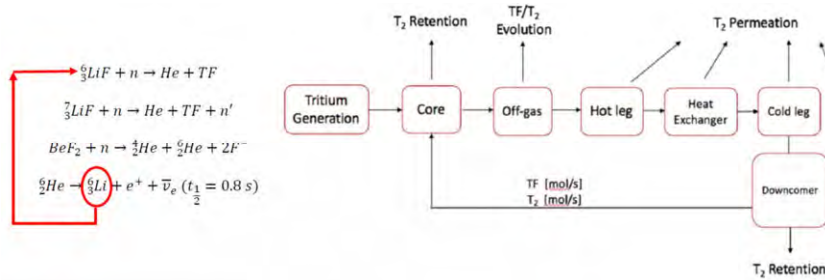 ⁶₃LiF + n → He + TF
⁷₃LiF + n → He + TF + n′
BeF₂ + n → ⁴₂He + ⁶₂He + 2F⁻
⁶₂He → ⁶₃Li + e⁺ + ν̅ₑ (t_{1/2} = 0.8 s)
T₂ Retention
TF/T₂
Evolution
T₂ Permeation
Tritium
Generation
Core
Off-gas
Hot leg
Heat
Exchanger
Cold leg
TF [mol/s]
T₂ [mol/s]
Downcomer
T₂ Retention